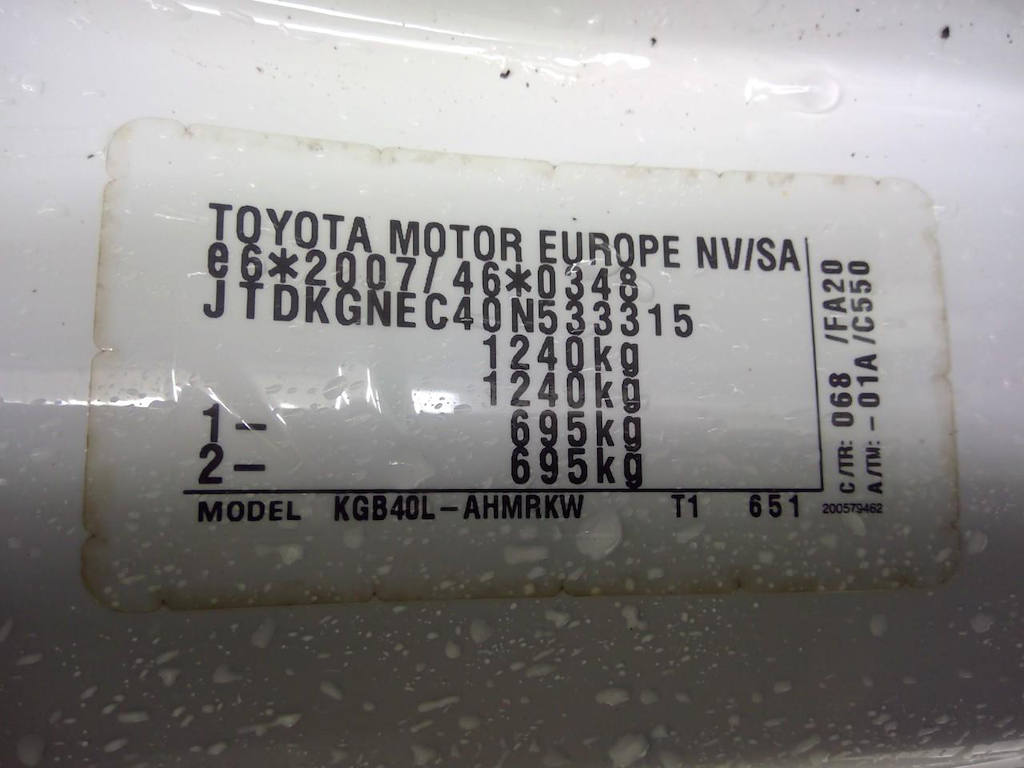 TOYOTA MOTOR EUROPE NV/SA
e6*2007/46*0348
JTDKGNEC40N533315
1240kg
1240kg
1- 695kg
2- 695kg
MODEL KGB40L-AHMRKW T1 651
C/TR: 068 /FA20
A/TM: -01A /C550
200579462